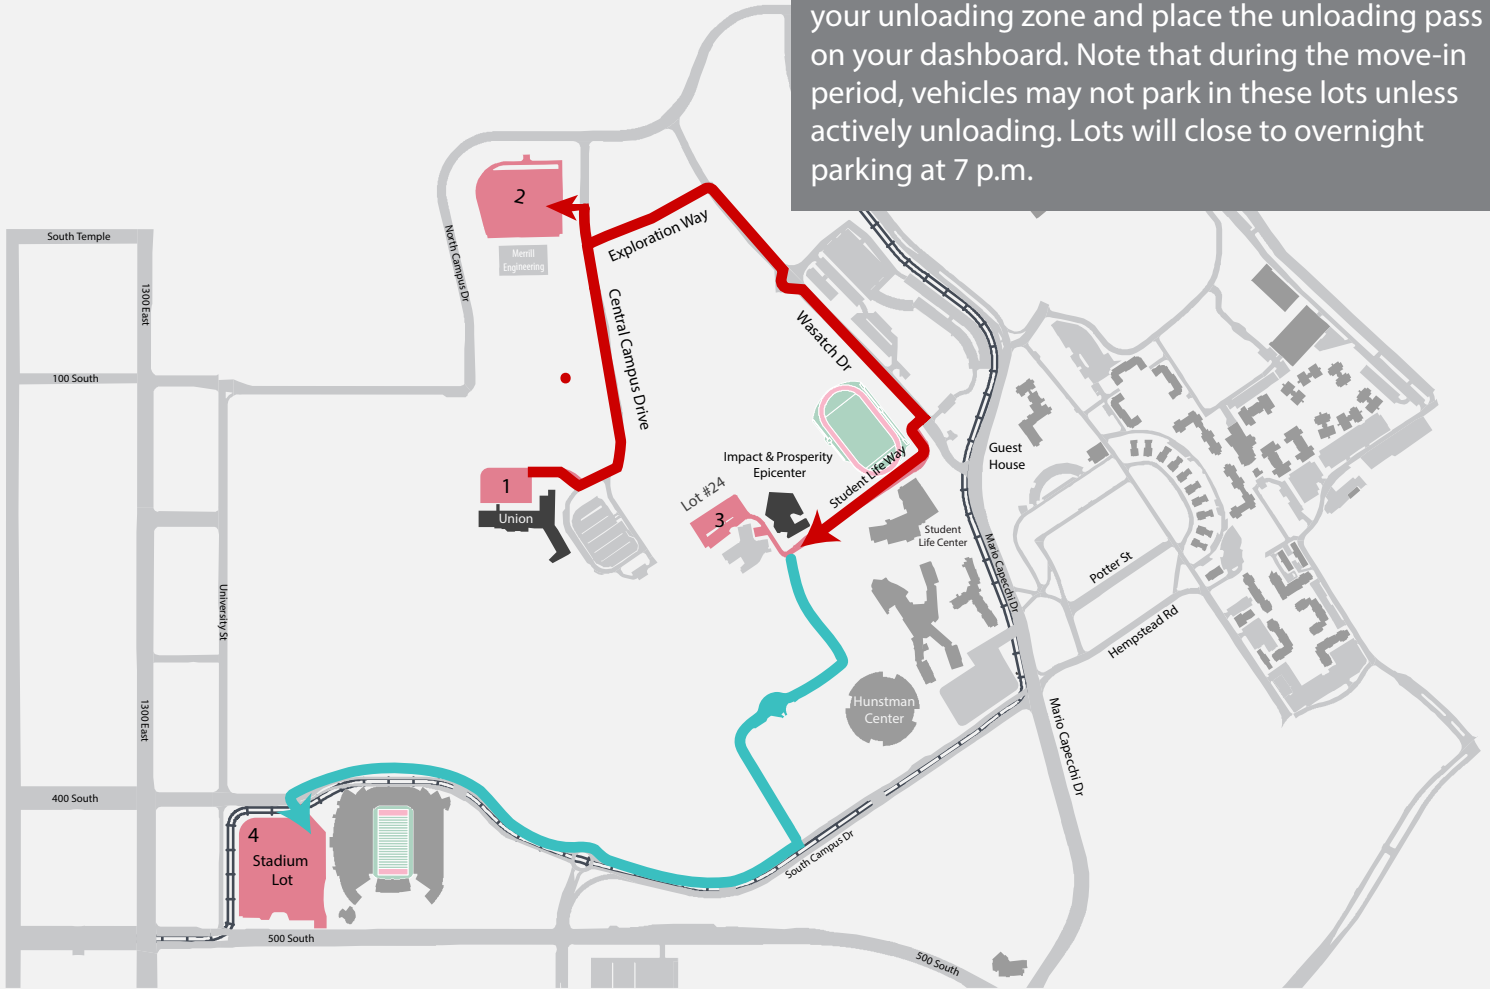 your unloading zone and place the unloading pass
on your dashboard. Note that during the move-in
period, vehicles may not park in these lots unless
actively unloading. Lots will close to overnight
parking at 7 p.m.
2
Merrill
Engineering
North Campus Dr
Exploration Way
Central Campus Drive
South Temple
1300 East
100 South
Wasatch Dr
Impact & Prosperity
Epicenter
Student Life Way
Guest
House
1
Union
Lot #24
3
Student
Life Center
Mario Capecchi Dr
Potter St
Hempstead Rd
University St
Hunstman
Center
Mario Capecchi Dr
1300 East
400 South
4
Stadium
Lot
South Campus Dr
500 South
500 South